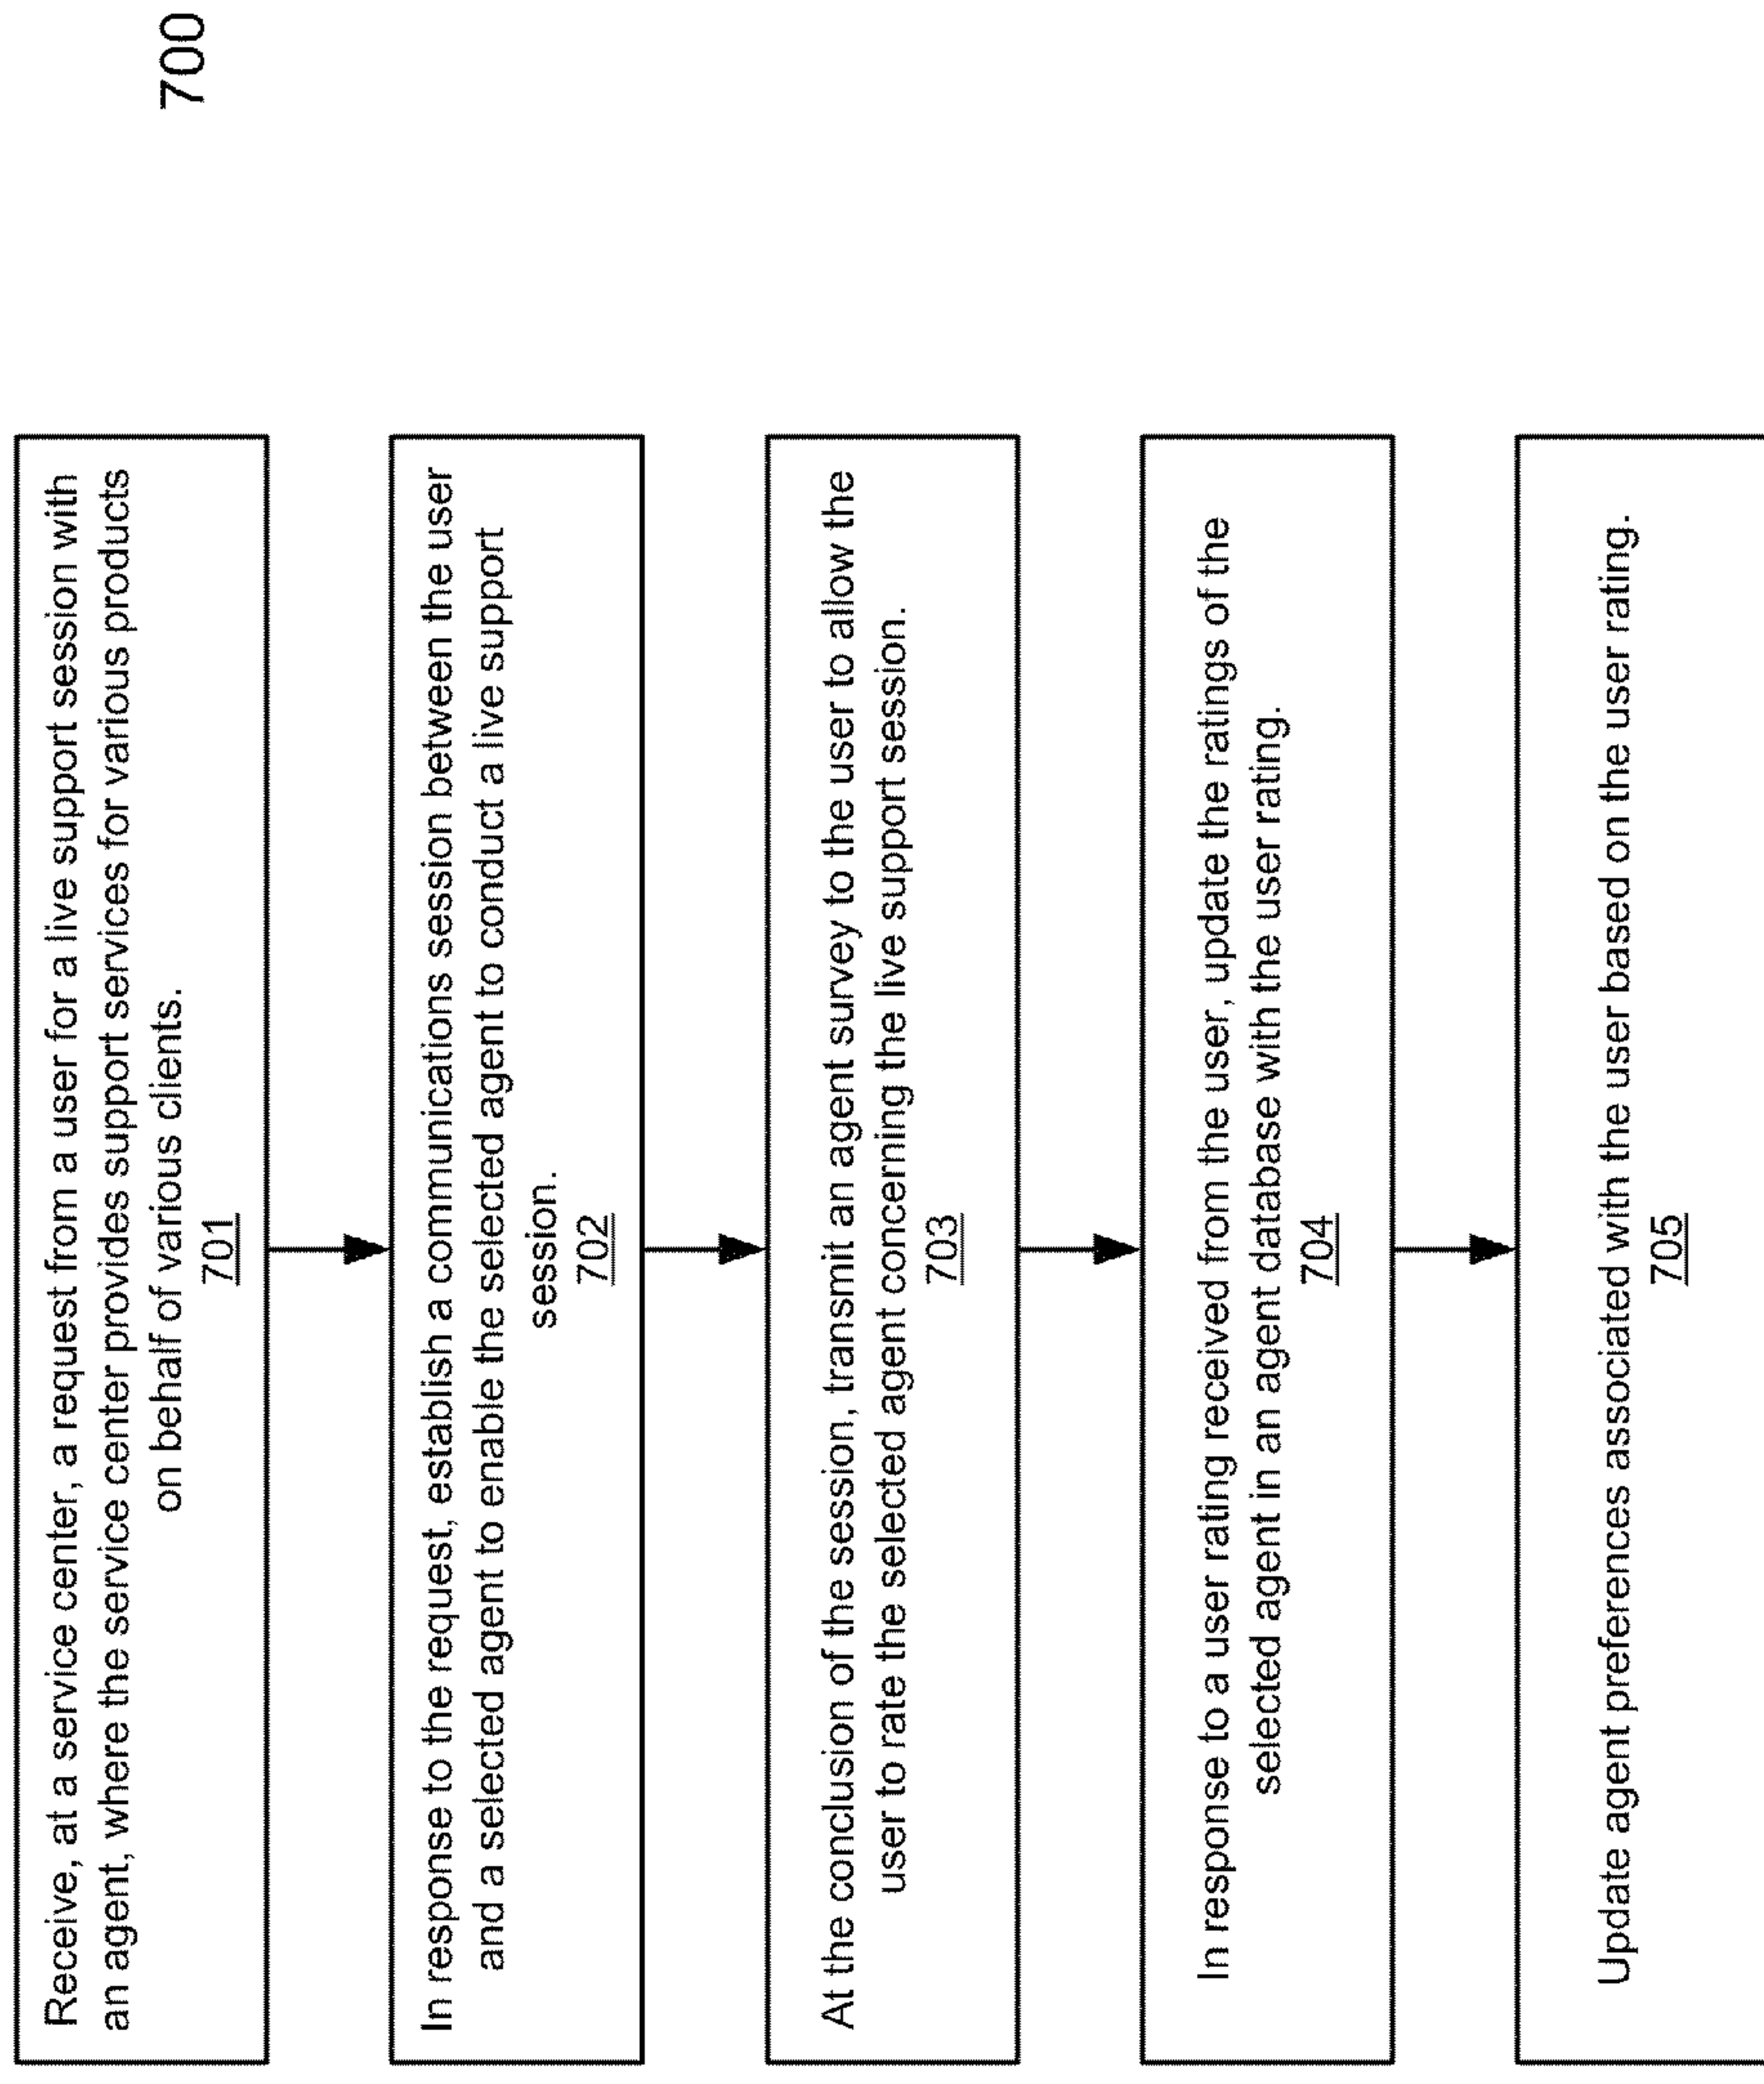 700
Receive, at a service center, a request from a user for a live support session with
an agent, where the service center provides support services for various products
on behalf of various clients.
701
In response to the request, establish a communications session between the user
and a selected agent to enable the selected agent to conduct a live support
session.
702
At the conclusion of the session, transmit an agent survey to the user to allow the
user to rate the selected agent concerning the live support session.
703
In response to a user rating received from the user, update the ratings of the
selected agent in an agent database with the user rating.
704
Update agent preferences associated with the user based on the user rating.
705